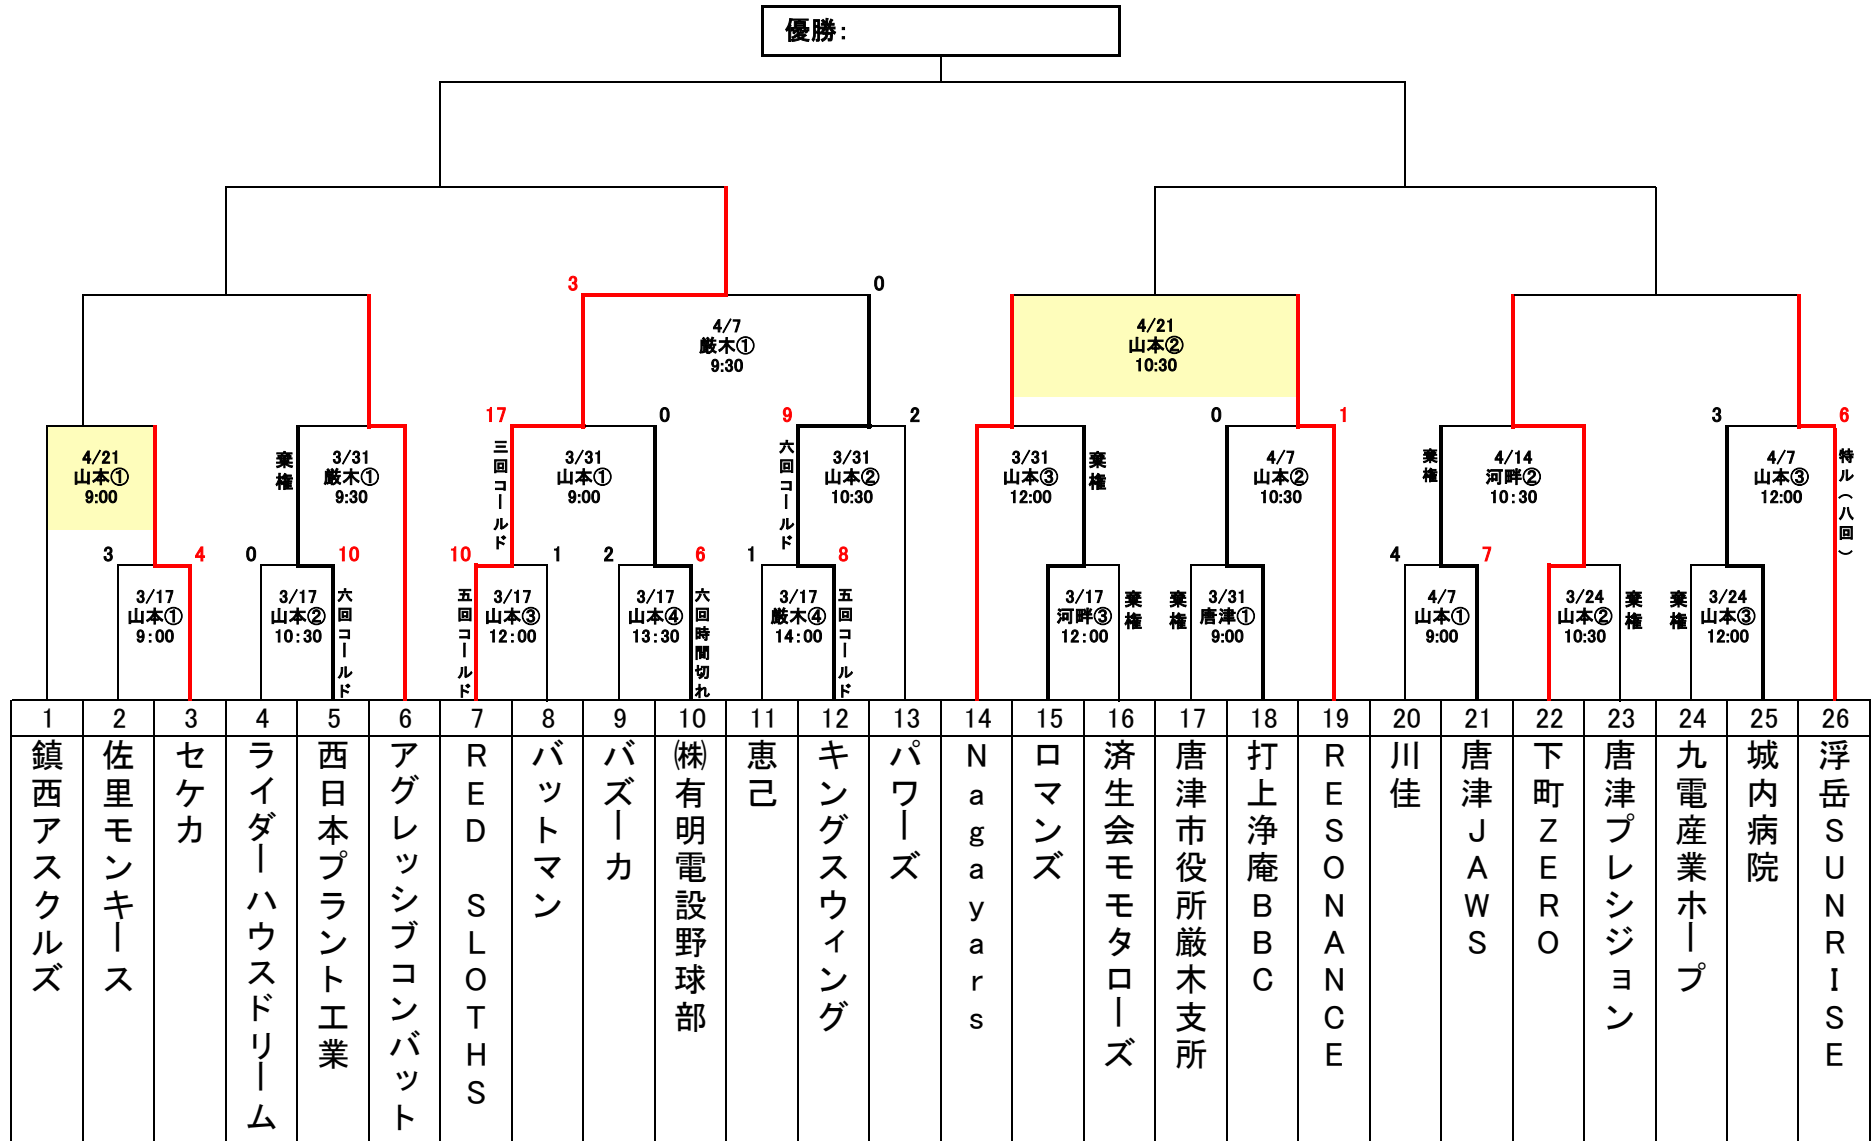 優勝：
3
0
4/7
厳木①
9:30
4/21
山本②
10:30
17
0
9
2
0
1
3
6
4/21
山本①
9:00
棄権
3/31
厳木①
9:30
三回コールド
3/31
山本①
9:00
六回コールド
3/31
山本②
10:30
3/31
山本③
12:00
棄権
4/7
山本②
10:30
棄権
4/14
河畔②
10:30
4/7
山本③
12:00
特ル（八回）
3
4
0
10
10
1
2
6
1
8
4
7
3/17
山本①
9:00
3/17
山本②
10:30
六回コールド
五回コールド
3/17
山本③
12:00
3/17
山本④
13:30
六回時間切れ
3/17
厳木④
14:00
五回コールド
3/17
河畔③
12:00
棄権
棄権
3/31
唐津①
9:00
4/7
山本①
9:00
3/24
山本②
10:30
棄権
棄権
3/24
山本③
12:00
1
2
3
4
5
6
7
8
9
10
11
12
13
14
15
16
17
18
19
20
21
22
23
24
25
26
鎮西アスクルズ
佐里モンキース
セケカ
ライダーハウスドリーム
西日本プラント工業
アグレッシブコンバット
RED SLOTHS
バットマン
バズーカ
㈱有明電設野球部
恵己
キングスウィング
パワーズ
Nagayars
ロマンズ
済生会モモタローズ
唐津市役所厳木支所
打上浄庵BBC
RESONANCE
川佳
唐津JAWS
下町ZERO
唐津プレシジョン
九電産業ホープ
城内病院
浮岳SUNRISE